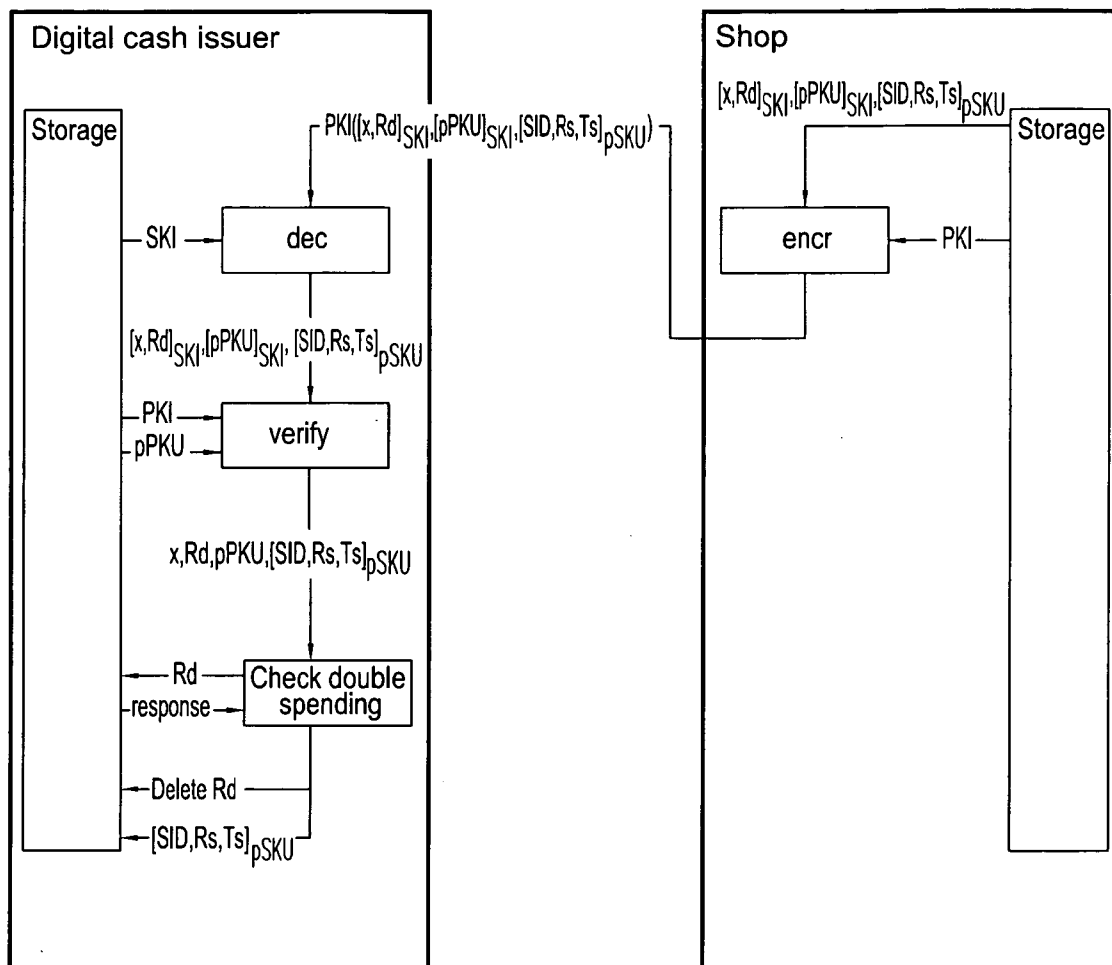 Digital cash issuer
Shop
[x,Rd]SKI,[pPKU]SKI,[SID,Rs,Ts]pSKU
Storage
PKI([x,Rd]SKI,[pPKU]SKI,[SID,Rs,Ts]pSKU)
Storage
SKI
dec
encr
PKI
[x,Rd]SKI,[pPKU]SKI, [SID,Rs,Ts]pSKU
PKI
pPKU
verify
x,Rd,pPKU,[SID,Rs,Ts]pSKU
Rd
response
Check double
spending
Delete Rd
[SID,Rs,Ts]pSKU